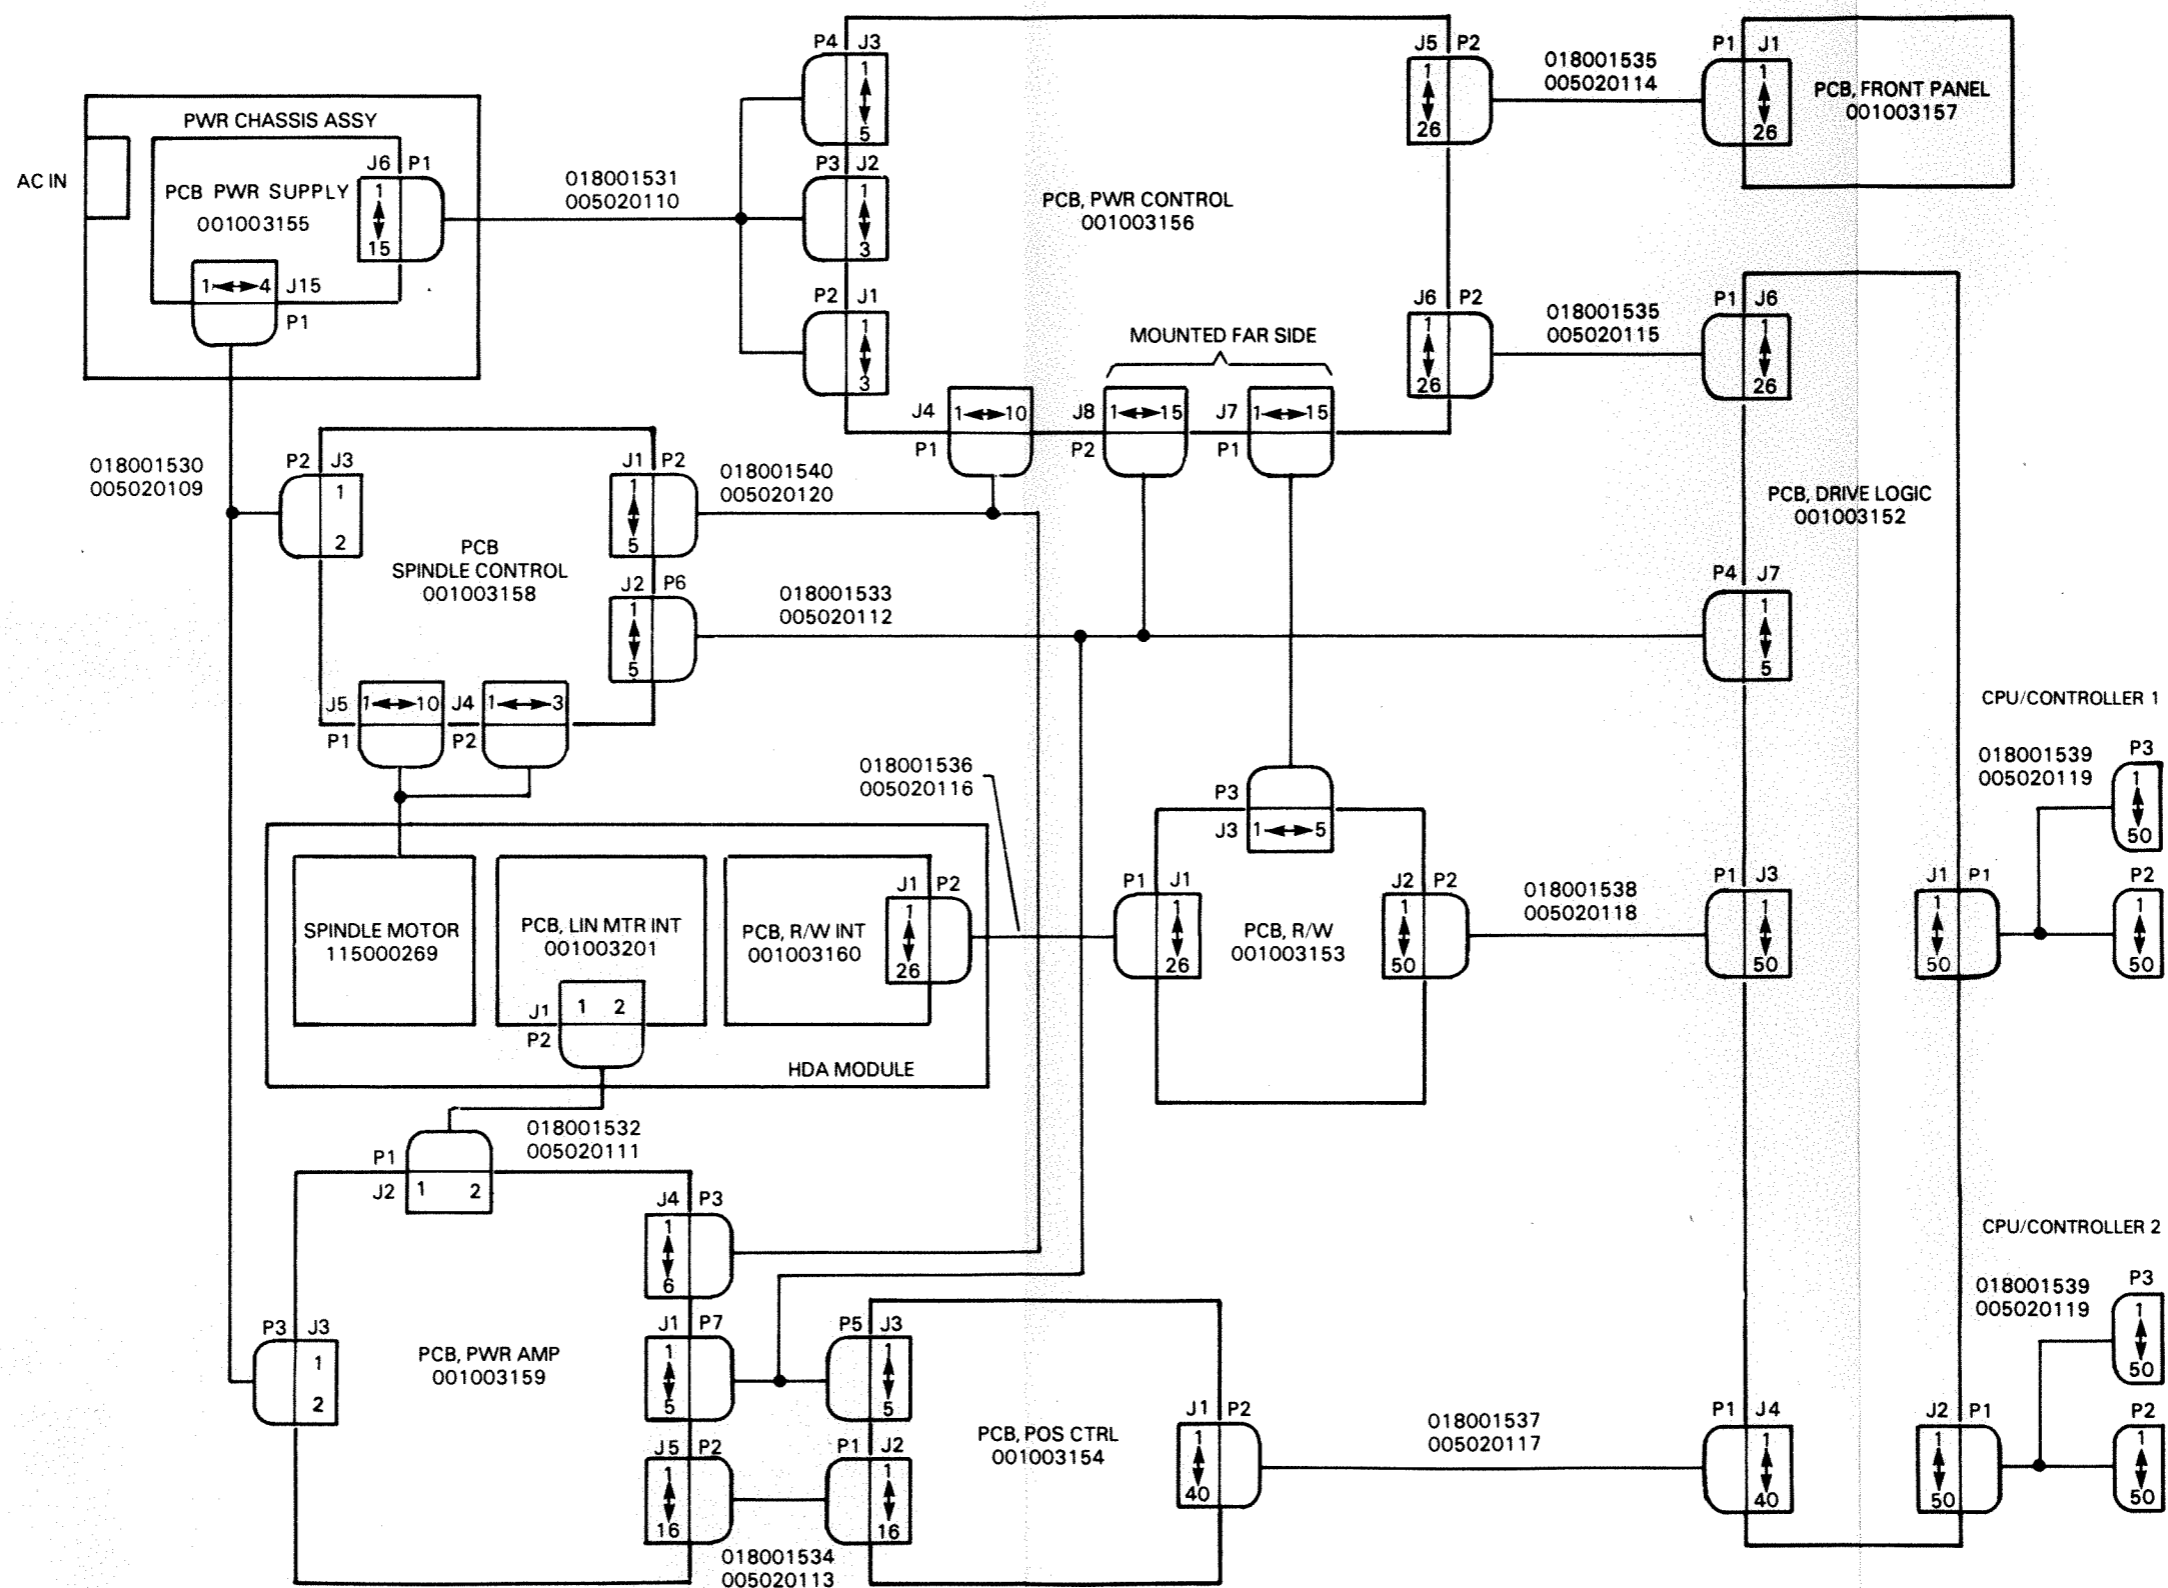 P4 J3
1
5
P3 J2
1
3
P2 J1
1
3
PCB, PWR CONTROL
001003156
J5 P2
1
26
018001535
005020114
P1 J1
1
26
PCB, FRONT PANEL
001003157
PWR CHASSIS ASSY
AC IN
PCB PWR SUPPLY
001003155
J6 P1
1
15
1 4 J15
P1
018001531
005020110
J6 P2
1
26
018001535
005020115
P1 J6
1
26
MOUNTED FAR SIDE
J4 1 10
P1
J8 1 15
P2
J7 1 15
P1
018001530
005020109
P2 J3
1
2
PCB
SPINDLE CONTROL
001003158
J1 P2
1
5
018001540
005020120
J2 P6
1
5
018001533
005020112
PCB, DRIVE LOGIC
001003152
P4 J7
1
5
J5 1 10
P1
J4 1 3
P2
018001536
005020116
P3
J3 1 5
CPU/CONTROLLER 1
018001539
005020119
P3
1
50
P2
1
50
J1 P1
1
50
SPINDLE MOTOR
115000269
PCB, LIN MTR INT
001003201
J1 1 2
P2
PCB, R/W INT
001003160
J1 P2
1
26
HDA MODULE
P1 J1
1
26
PCB, R/W
001003153
J2 P2
1
50
018001538
005020118
P1 J3
1
50
018001532
005020111
P1
J2 1 2
J4 P3
1
6
P3 J3
1
2
PCB, PWR AMP
001003159
J1 P7
1
5
J5 P2
1
16
018001534
005020113
P5 J3
1
5
P1 J2
1
16
PCB, POS CTRL
001003154
J1 P2
1
40
018001537
005020117
P1 J4
1
40
CPU/CONTROLLER 2
018001539
005020119
P3
1
50
P2
1
50
J2 P1
1
50